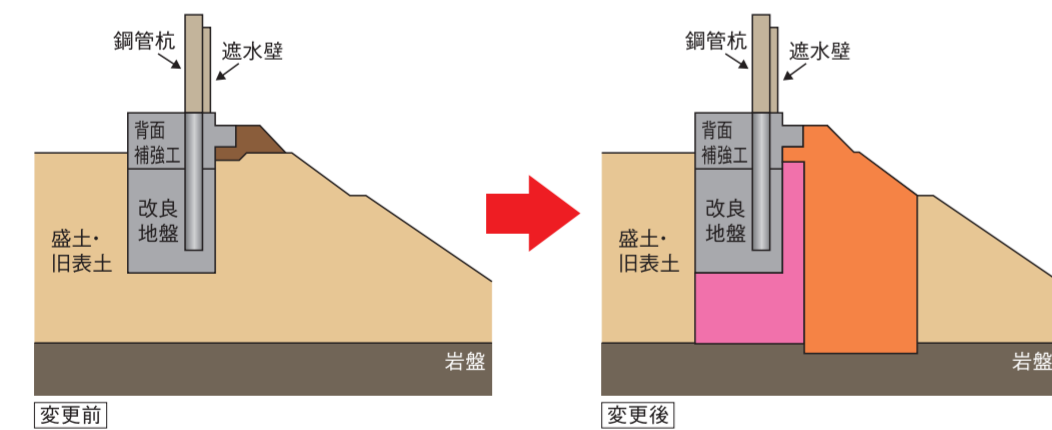 鋼管杭
遮水壁
背面
補強工
改良
地盤
盛土・
旧表土
岩盤
変更前
鋼管杭
遮水壁
背面
補強工
改良
地盤
盛土・
旧表土
岩盤
変更後